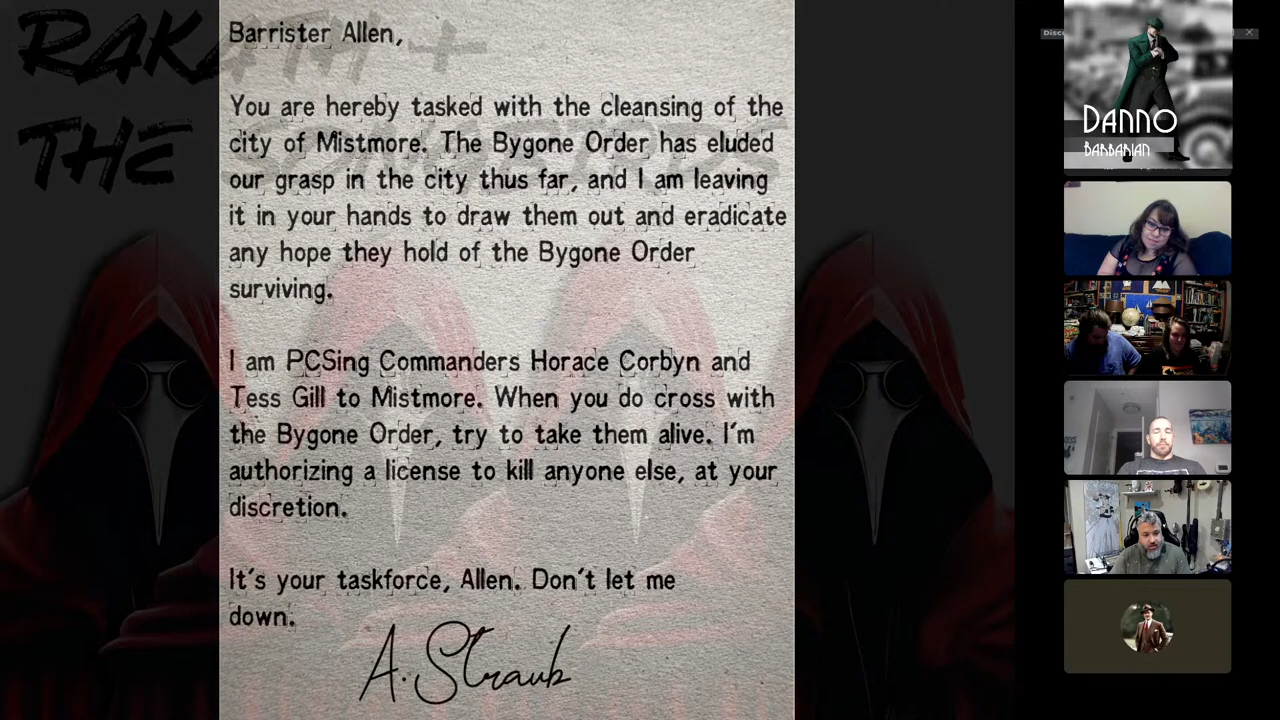 RAKA
THE
Barrister Allen,
You are hereby tasked with the cleansing of the
city of Mistmore. The Bygone Order has eluded
our grasp in the city thus far, and I am leaving
it in your hands to draw them out and eradicate
any hope they hold of the Bygone Order
surviving.
I am PCSing Commanders Horace Corbyn and
Tess Gill to Mistmore. When you do cross with
the Bygone Order, try to take them alive. I'm
authorizing a license to kill anyone else, at your
discretion.
It's your taskforce, Allen. Don't let me
down.
A. Straub
Disc
DANNO
BARBARIAN